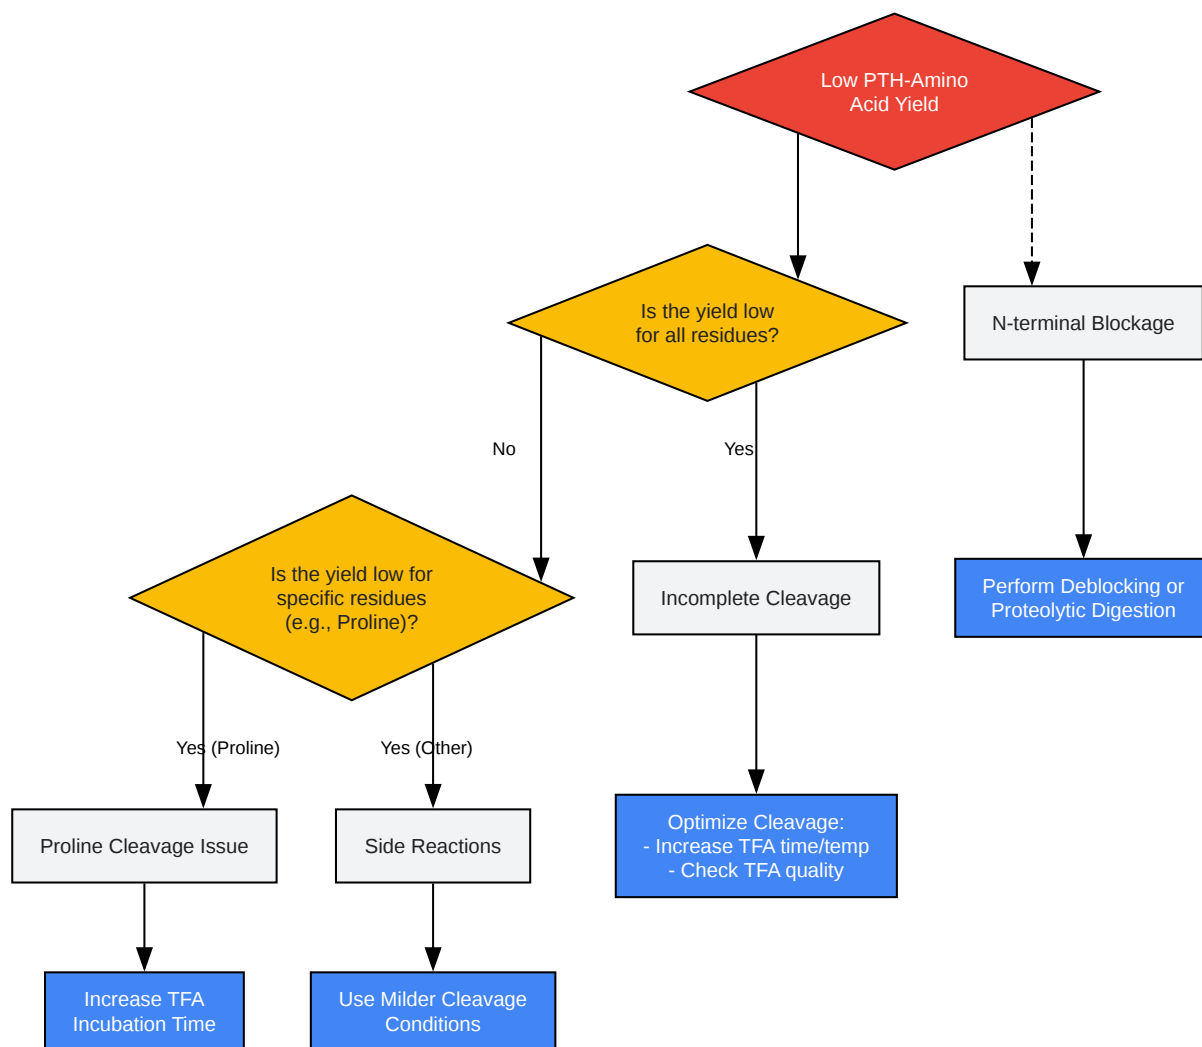 Low PTH-Amino
Acid Yield
Is the yield low
for all residues?
N-terminal Blockage
No
Yes
Is the yield low for
specific residues
(e.g., Proline)?
Incomplete Cleavage
Perform Deblocking or
Proteolytic Digestion
Yes (Proline)
Yes (Other)
Proline Cleavage Issue
Side Reactions
Optimize Cleavage:
- Increase TFA time/temp
- Check TFA quality
Increase TFA
Incubation Time
Use Milder Cleavage
Conditions